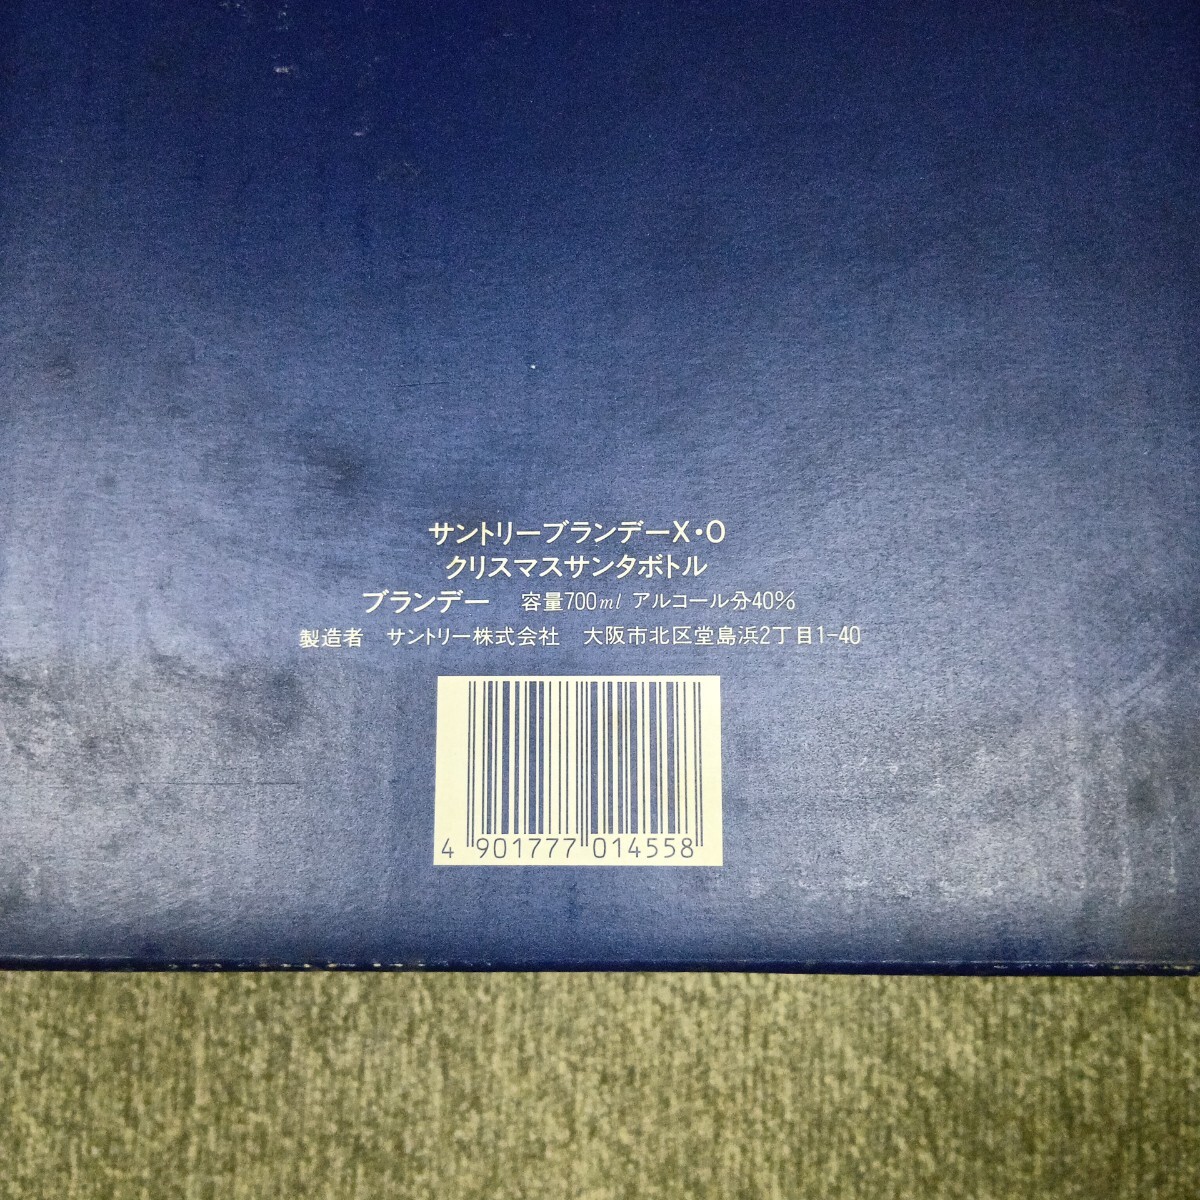 サントリーブランデーX・O
クリスマスサンタボトル
ブランデー 容量700ml アルコール分40%
製造者 サントリー株式会社 大阪市北区堂島浜2丁目1-40
4 901777 014558